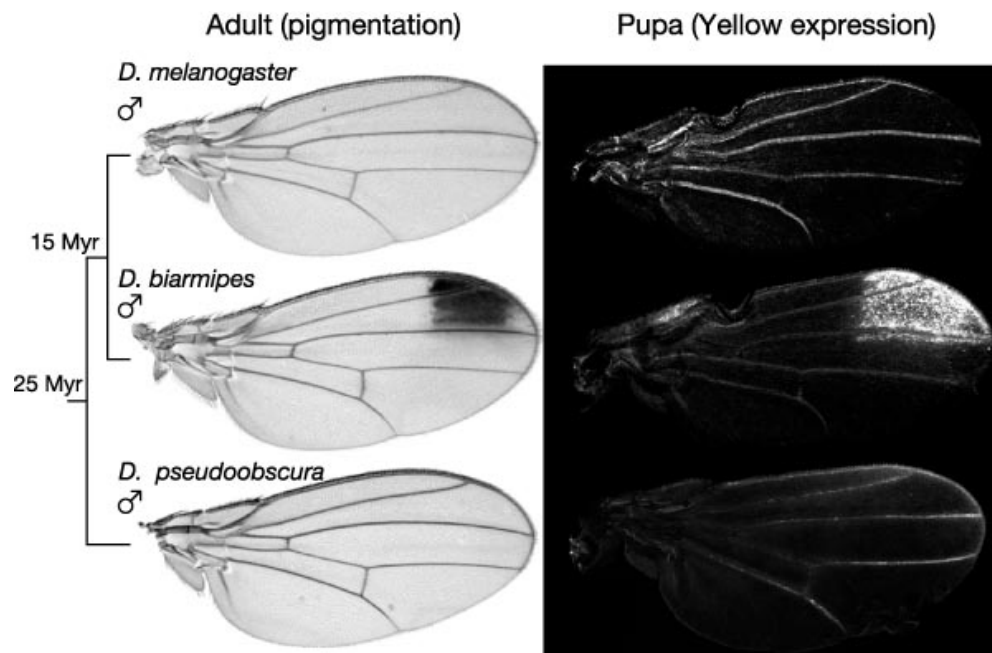 Adult (pigmentation)
Pupa (Yellow expression)
D. melanogaster
♂
15 Myr
D. biarmipes
♂
25 Myr
D. pseudoobscura
♂